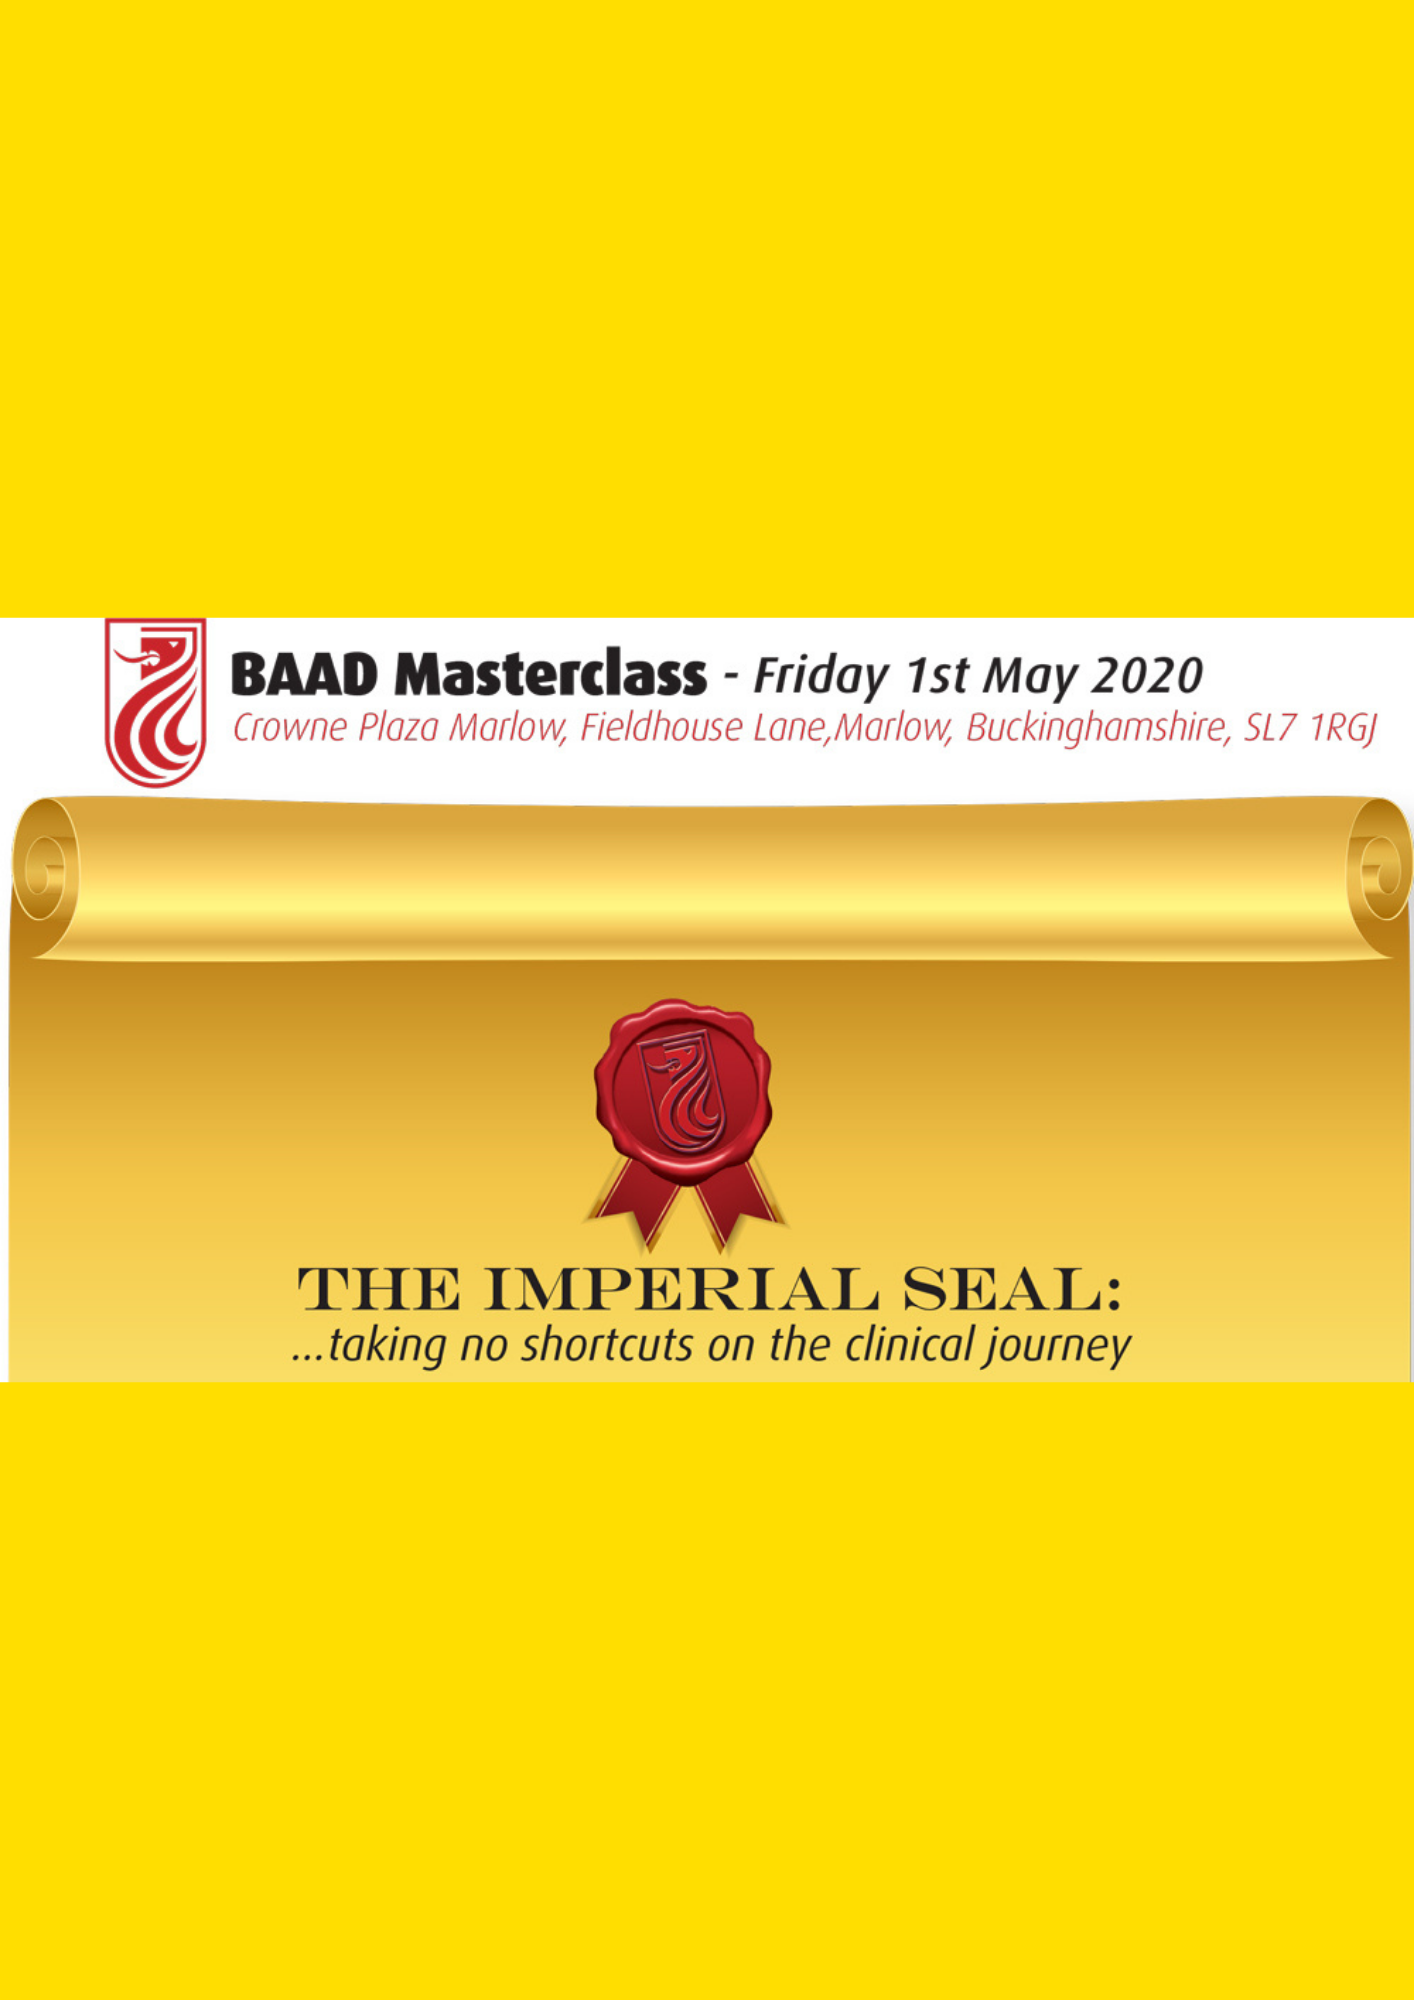 BAAD Masterclass - Friday 1st May 2020
Crowne Plaza Marlow, Fieldhouse Lane,Marlow, Buckinghamshire, SL7 1RGJ
THE IMPERIAL SEAL:
...taking no shortcuts on the clinical journey